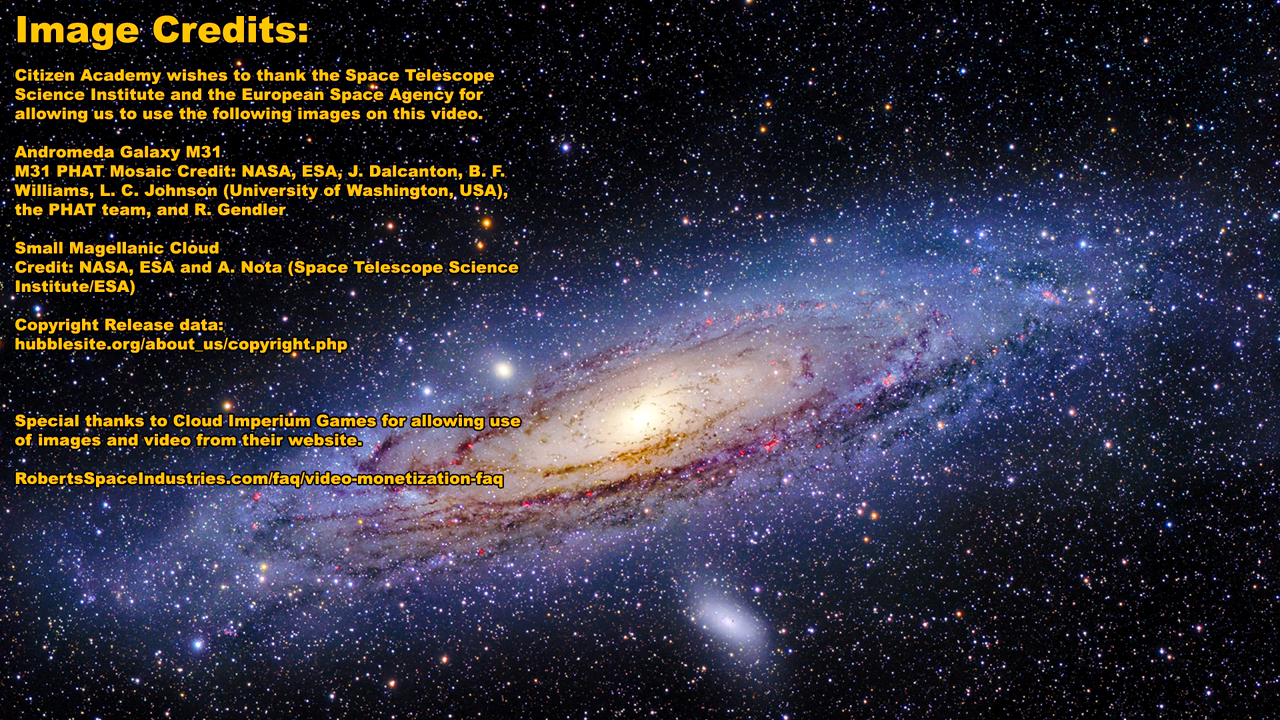 Image Credits:
Citizen Academy wishes to thank the Space Telescope
Science Institute and the European Space Agency for
allowing us to use the following images on this video.
Andromeda Galaxy M31
M31 PHAT Mosaic Credit: NASA, ESA, J. Dalcanton, B. F.
Williams, L. C. Johnson (University of Washington, USA),
the PHAT team, and R. Gendler
Small Magellanic Cloud
Credit: NASA, ESA and A. Nota (Space Telescope Science
Institute/ESA)
Copyright Release data:
hubblesite.org/about_us/copyright.php
Special thanks to Cloud Imperium Games for allowing use
of images and video from their website.
RobertsSpaceIndustries.com/faq/video-monetization-faq